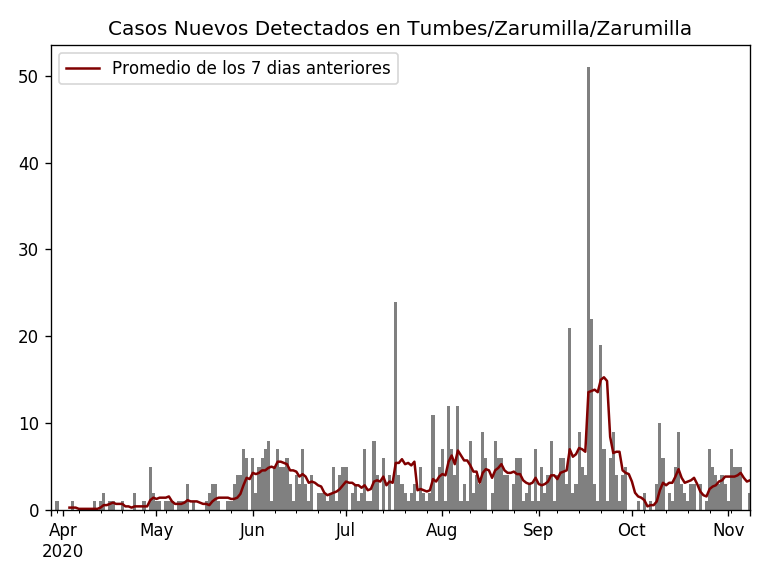 Casos Nuevos Detectados en Tumbes/Zarumilla/Zarumilla
Promedio de los 7 dias anteriores
50
40
30
20
10
0
Apr May Jun Jul Aug Sep Oct Nov
2020